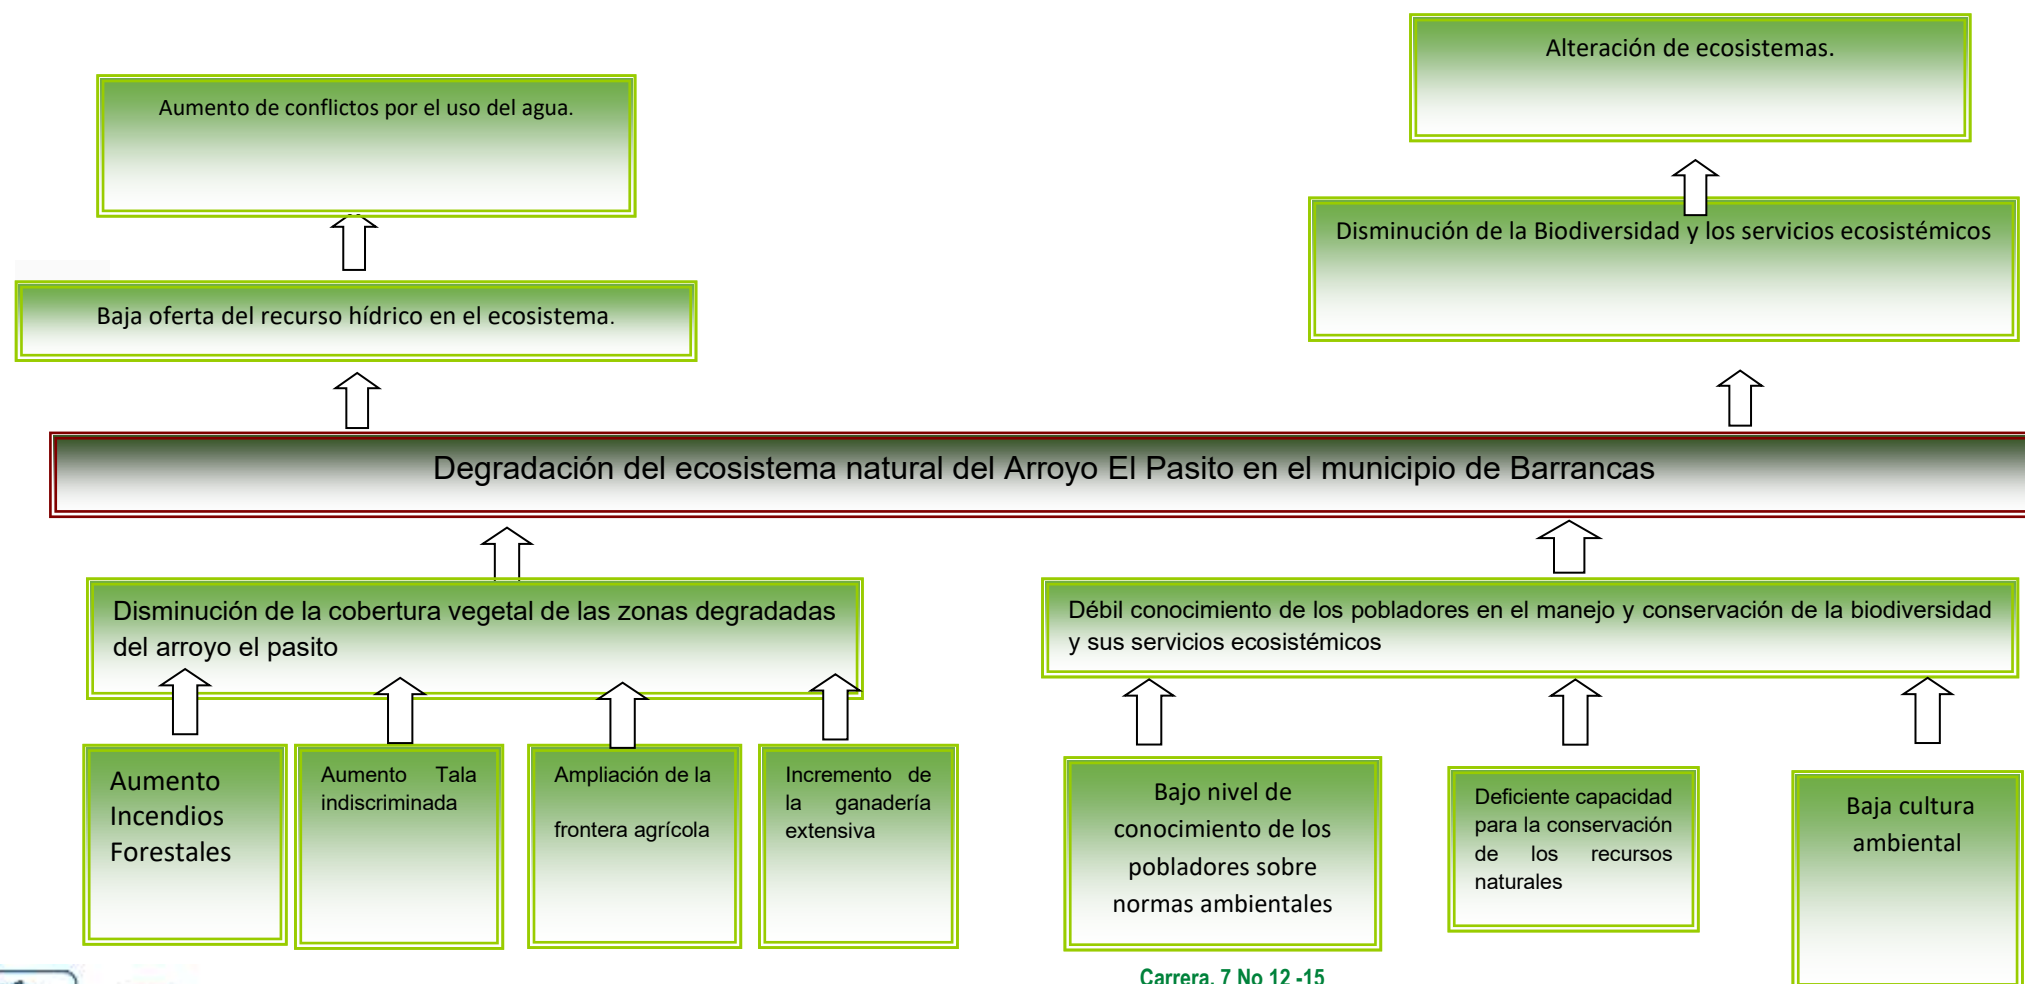 Alteración de ecosistemas.
Aumento de conflictos por el uso del agua.
Disminución de la Biodiversidad y los servicios ecosistémicos
Baja oferta del recurso hídrico en el ecosistema.
Degradación del ecosistema natural del Arroyo El Pasito en el municipio de Barrancas
Disminución de la cobertura vegetal de las zonas degradadas
del arroyo el pasito
Débil conocimiento de los pobladores en el manejo y conservación de la biodiversidad
y sus servicios ecosistémicos
Aumento
Incendios
Forestales
Aumento Tala
indiscriminada
Ampliación de la
frontera agrícola
Incremento de
la ganadería
extensiva
Bajo nivel de
conocimiento de los
pobladores sobre
normas ambientales
Deficiente capacidad
para la conservación
de los recursos
naturales
Baja cultura
ambiental
Carrera. 7 No 12 -15